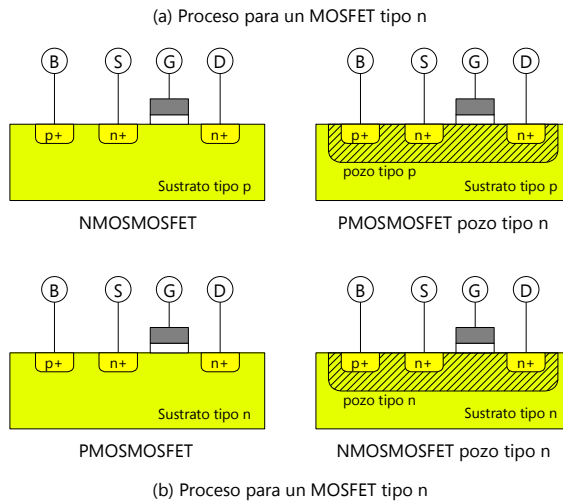 (a) Proceso para un MOSFET tipo n
B S G D B S G D
p+ n+ n+ p+ n+ n+
pozo tipo p
Sustrato tipo p Sustrato tipo p
NMOSMOSFET PMOSMOSFET pozo tipo n
B S G D B S G D
p+ n+ n+ p+ n+ n+
pozo tipo n
Sustrato tipo n Sustrato tipo n
PMOSMOSFET NMOSMOSFET pozo tipo n
(b) Proceso para un MOSFET tipo n